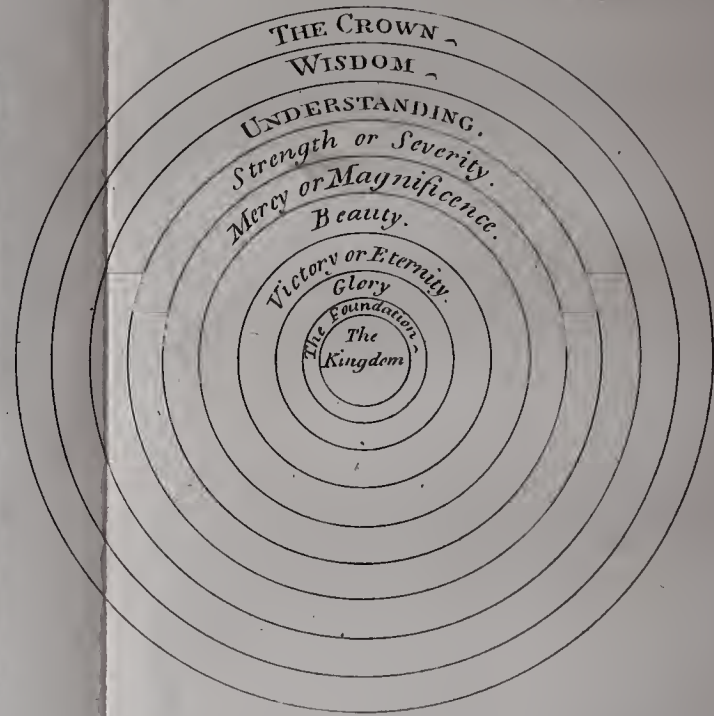 THE CROWN
WISDOM
UNDERSTANDING.
Strength or Severity.
Mercy or Magnificence.
Beauty.
Victory or Eternity.
Glory
The Foundation
The
Kingdom